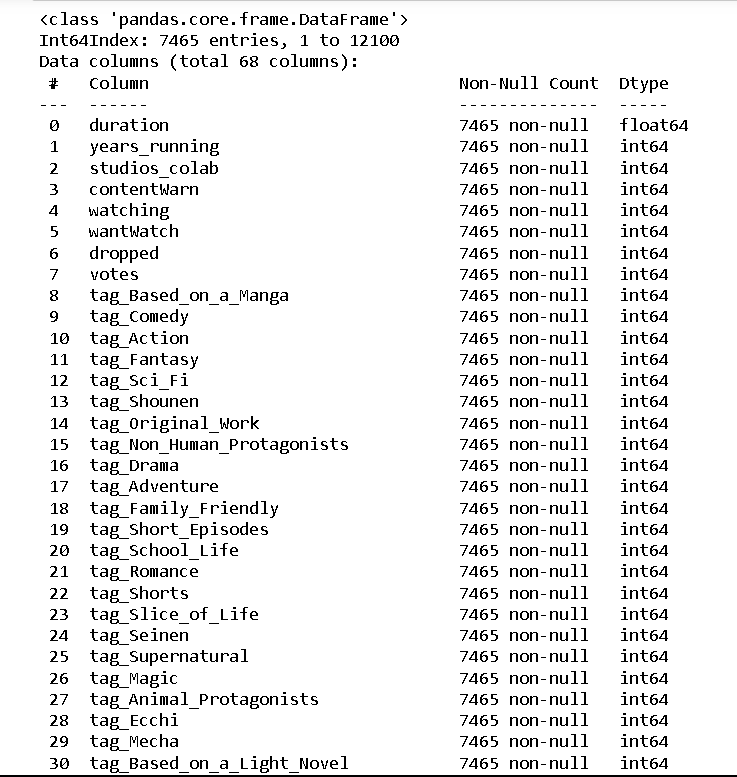 <class 'pandas.core.frame.DataFrame'>
Int64Index: 7465 entries, 1 to 12100
Data columns (total 68 columns):
 #   Column                         Non-Null Count  Dtype
---  ------                         --------------  -----
 0   duration                       7465 non-null   float64
 1   years_running                  7465 non-null   int64
 2   studios_colab                  7465 non-null   int64
 3   contentWarn                    7465 non-null   int64
 4   watching                       7465 non-null   int64
 5   wantWatch                      7465 non-null   int64
 6   dropped                        7465 non-null   int64
 7   votes                          7465 non-null   int64
 8   tag_Based_on_a_Manga           7465 non-null   int64
 9   tag_Comedy                     7465 non-null   int64
 10  tag_Action                     7465 non-null   int64
 11  tag_Fantasy                    7465 non-null   int64
 12  tag_Sci_Fi                     7465 non-null   int64
 13  tag_Shounen                    7465 non-null   int64
 14  tag_Original_Work              7465 non-null   int64
 15  tag_Non_Human_Protagonists     7465 non-null   int64
 16  tag_Drama                      7465 non-null   int64
 17  tag_Adventure                  7465 non-null   int64
 18  tag_Family_Friendly            7465 non-null   int64
 19  tag_Short_Episodes             7465 non-null   int64
 20  tag_School_Life                7465 non-null   int64
 21  tag_Romance                    7465 non-null   int64
 22  tag_Shorts                     7465 non-null   int64
 23  tag_Slice_of_Life              7465 non-null   int64
 24  tag_Seinen                     7465 non-null   int64
 25  tag_Supernatural               7465 non-null   int64
 26  tag_Magic                      7465 non-null   int64
 27  tag_Animal_Protagonists        7465 non-null   int64
 28  tag_Ecchi                      7465 non-null   int64
 29  tag_Mecha                      7465 non-null   int64
 30  tag_Based_on_a_Light_Novel     7465 non-null   int64